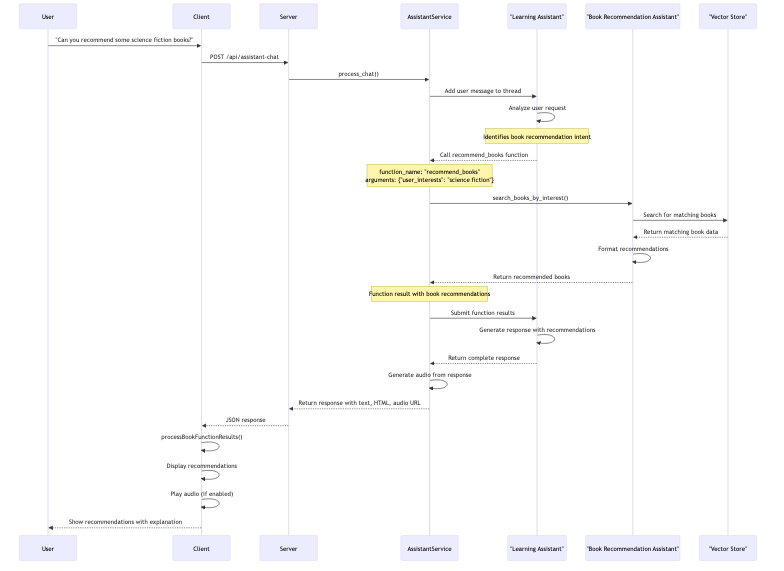 User Client Server AssistantService "Learning Assistant" "Book Recommendation Assistant" "Vector Store"
"Can you recommend some science fiction books?"
POST /api/assistant-chat
process_chat()
Add user message to thread
Analyze user request
Identifies book recommendation intent
Call recommend_books function
function_name: "recommend_books"
arguments: {"user_interests": "science fiction"}
search_books_by_interest()
Search for matching books
Return matching book data
Format recommendations
Return recommended books
Function result with book recommendations
Submit function results
Generate response with recommendations
Return complete response
Generate audio from response
Return response with text, HTML, audio URL
JSON response
processBookFunctionResults()
Display recommendations
Play audio (if enabled)
Show recommendations with explanation
User Client Server AssistantService "Learning Assistant" "Book Recommendation Assistant" "Vector Store"